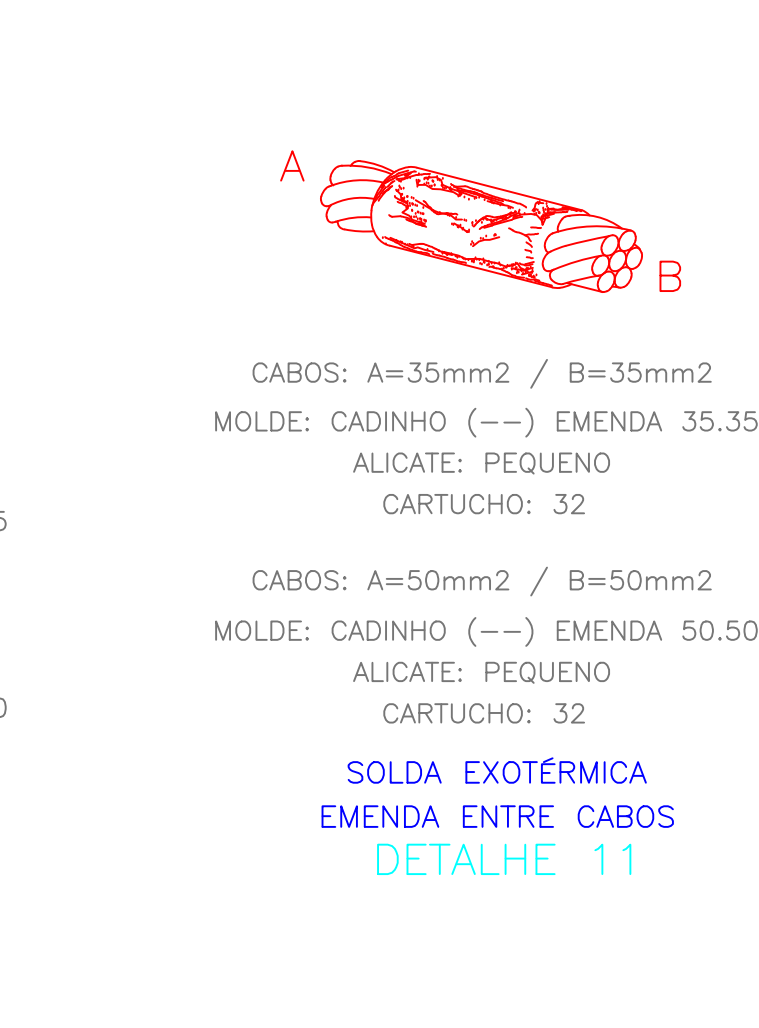 A
B
CABOS: A=35mm2 / B=35mm2
MOLDE: CADINHO (--) EMENDA 35.35
ALICATE: PEQUENO
CARTUCHO: 32
CABOS: A=50mm2 / B=50mm2
MOLDE: CADINHO (--) EMENDA 50.50
ALICATE: PEQUENO
CARTUCHO: 32
SOLDA EXOTÉRMICA
EMENDA ENTRE CABOS
DETALHE 11